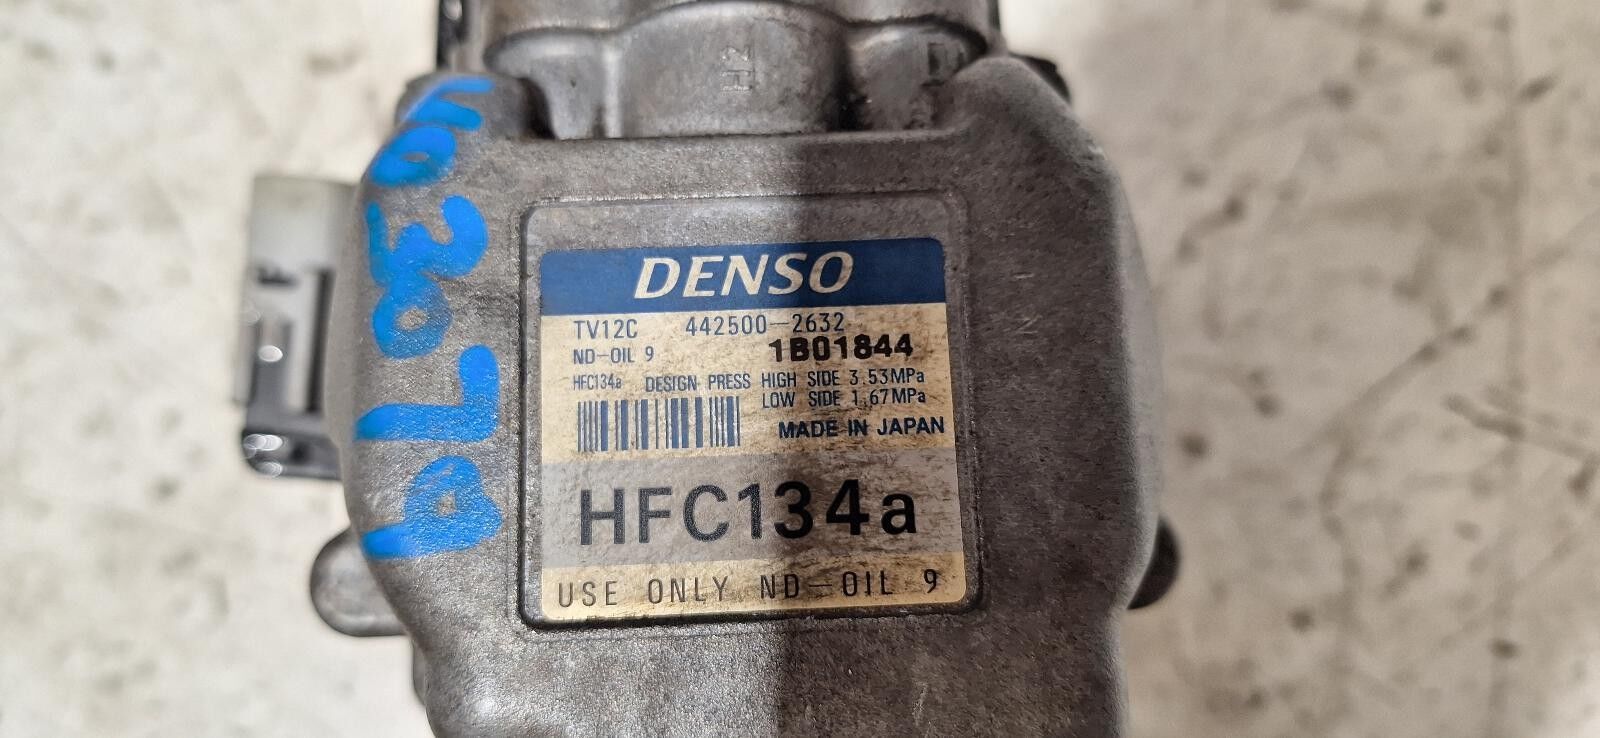 DENSO
TV12C 442500-2632
ND-OIL 9 1B01844
HFC134a DESIGN PRESS HIGH SIDE 3.53MPa
LOW SIDE 1.67MPa
MADE IN JAPAN
HFC134a
USE ONLY ND-OIL 9
403079